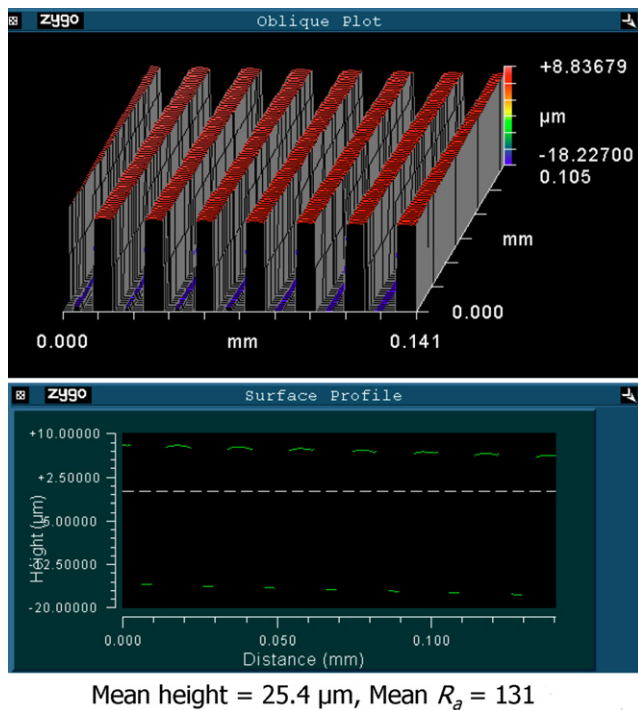 zygo Oblique Plot
+8.83679
µm
-18.22700
0.105
mm
0.000
0.000 mm 0.141
zygo Surface Profile
+10.00000
+2.50000
-5.00000
-12.50000
-20.00000
Height (µm)
0.000 0.050 0.100
Distance (mm)
Mean height = 25.4 µm, Mean Ra = 131